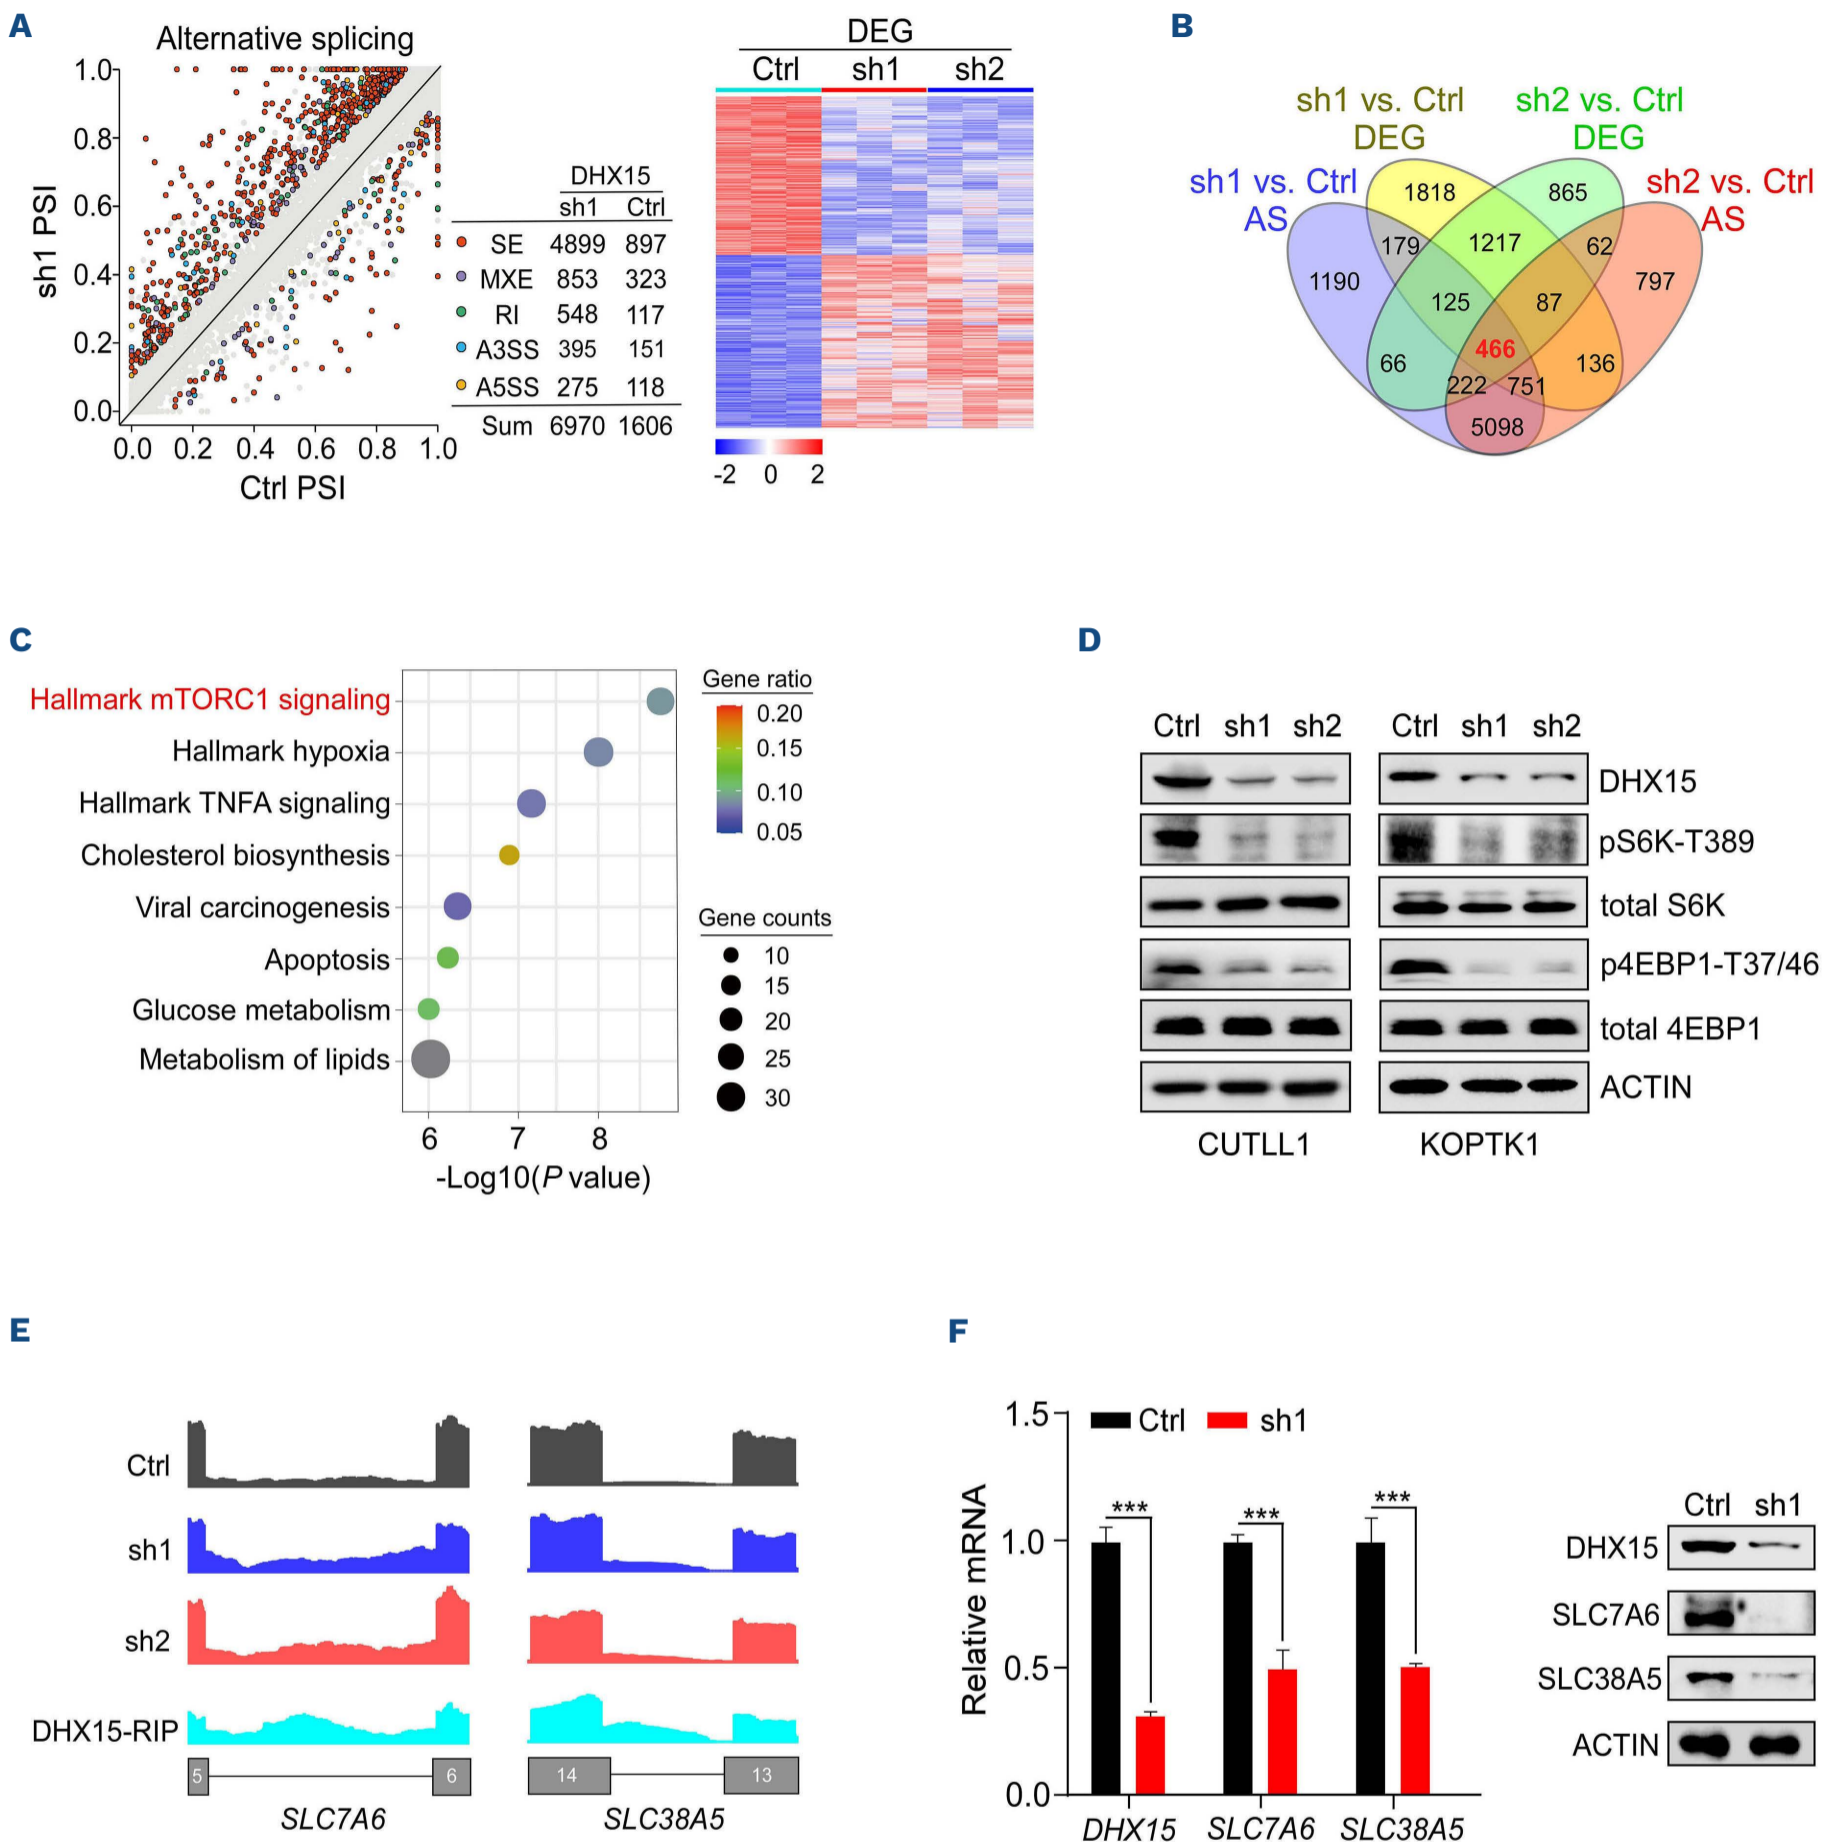 A
Alternative splicing
sh1 PSI
1.0
0.8
0.6
0.4
0.2
0.0
0.0 0.2 0.4 0.6 0.8 1.0
Ctrl PSI
DHX15
sh1 Ctrl
SE 4899 897
MXE 853 323
RI 548 117
A3SS 395 151
A5SS 275 118
Sum 6970 1606
DEG
Ctrl sh1 sh2
-2 0 2
B
sh1 vs. Ctrl DEG
sh2 vs. Ctrl DEG
sh1 vs. Ctrl AS
sh2 vs. Ctrl AS
1818 865
179 1217 62
1190 797
125 87
466
66 136
222 751
5098
C
Hallmark mTORC1 signaling
Hallmark hypoxia
Hallmark TNFA signaling
Cholesterol biosynthesis
Viral carcinogenesis
Apoptosis
Glucose metabolism
Metabolism of lipids
6 7 8
-Log10(P value)
Gene ratio
0.20
0.15
0.10
0.05
Gene counts
10
15
20
25
30
D
Ctrl sh1 sh2 Ctrl sh1 sh2
DHX15
pS6K-T389
total S6K
p4EBP1-T37/46
total 4EBP1
ACTIN
CUTLL1 KOPTK1
E
Ctrl
sh1
sh2
DHX15-RIP
5 6 14 13
SLC7A6 SLC38A5
F
Relative mRNA
1.5
1.0
0.5
0.0
Ctrl sh1
*** *** ***
DHX15 SLC7A6 SLC38A5
Ctrl sh1
DHX15
SLC7A6
SLC38A5
ACTIN